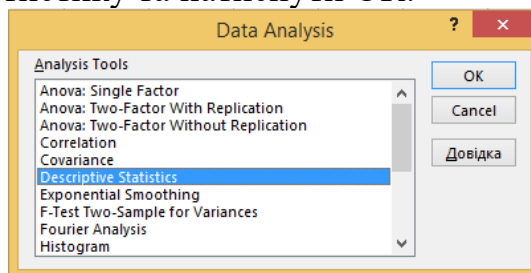 Data Analysis
?
×
Analysis Tools
Anova: Single Factor
Anova: Two-Factor With Replication
Anova: Two-Factor Without Replication
Correlation
Covariance
Descriptive Statistics
Exponential Smoothing
F-Test Two-Sample for Variances
Fourier Analysis
Histogram
OK
Cancel
Довідка